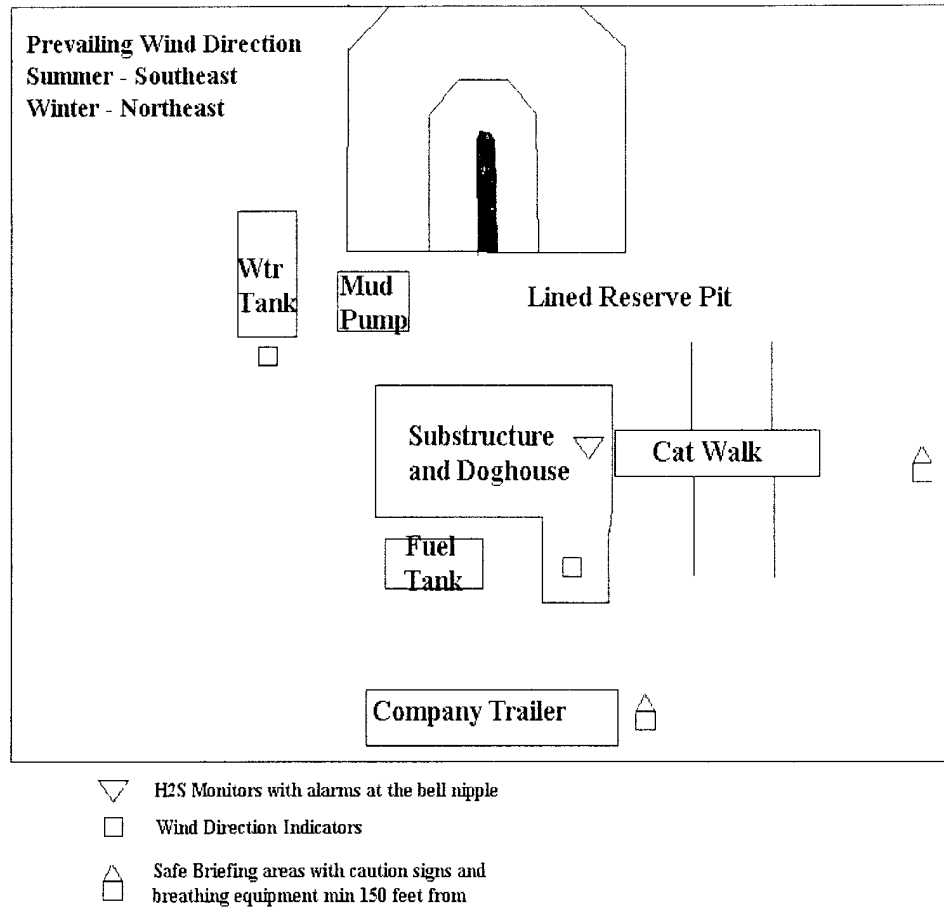 Prevailing Wind Direction
Summer - Southeast
Winter - Northeast
Wtr
Tank
Mud
Pump
Lined Reserve Pit
Substructure
and Doghouse
Cat Walk
Fuel
Tank
Company Trailer
H2S Monitors with alarms at the bell nipple
Wind Direction Indicators
Safe Briefing areas with caution signs and
breathing equipment min 150 feet from